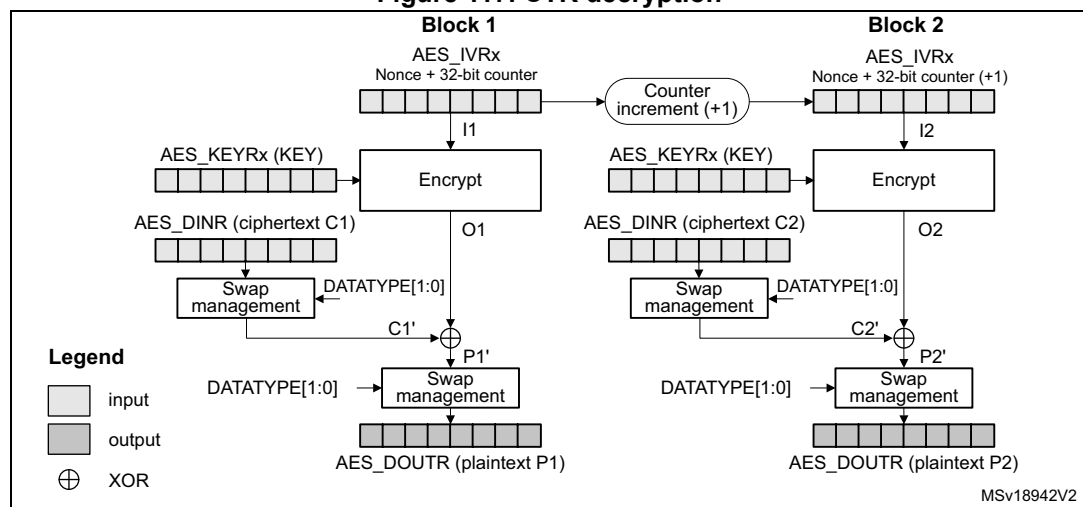 Figure 177. CTR decryption
Block 1
Block 2
AES_IVRx
Nonce + 32-bit counter
AES_IVRx
Nonce + 32-bit counter (+1)
Counter
increment (+1)
I1
I2
AES_KEYRx (KEY)
Encrypt
AES_KEYRx (KEY)
Encrypt
AES_DINR (ciphertext C1)
O1
AES_DINR (ciphertext C2)
O2
Swap
management
DATATYPE[1:0]
Swap
management
DATATYPE[1:0]
C1'
C2'
Legend
P1'
P2'
DATATYPE[1:0]
Swap
management
DATATYPE[1:0]
Swap
management
input
output
XOR
AES_DOUTR (plaintext P1)
AES_DOUTR (plaintext P2)
MSv18942V2